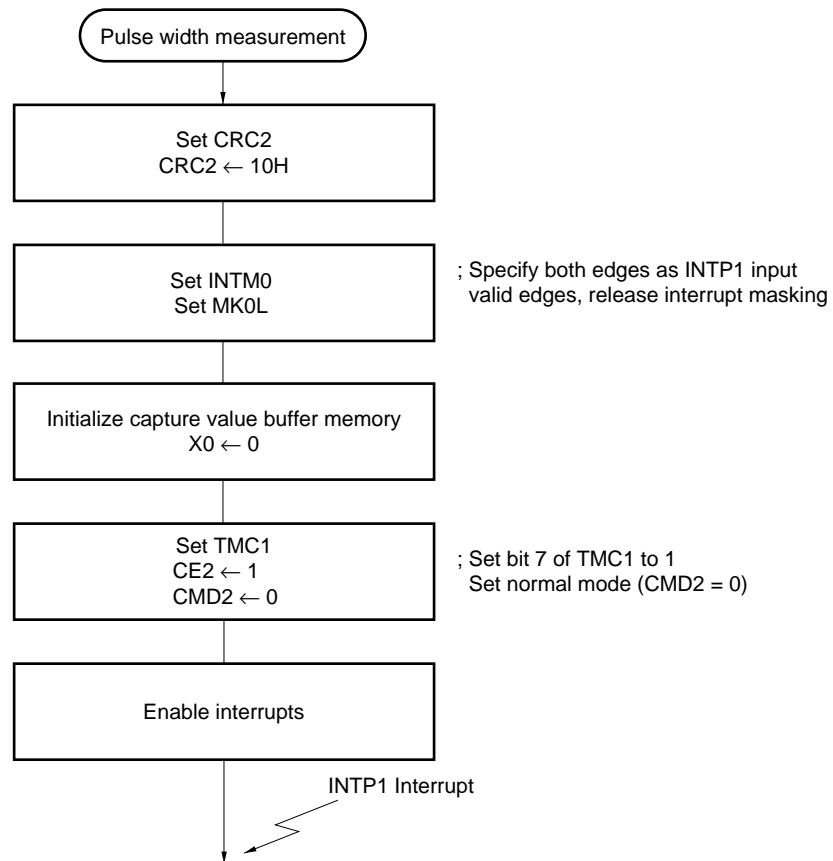 Pulse width measurement
Set CRC2
CRC2 ← 10H
Set INTM0
Set MK0L
; Specify both edges as INTP1 input
valid edges, release interrupt masking
Initialize capture value buffer memory
X0 ← 0
Set TMC1
CE2 ← 1
CMD2 ← 0
; Set bit 7 of TMC1 to 1
Set normal mode (CMD2 = 0)
Enable interrupts
INTP1 Interrupt